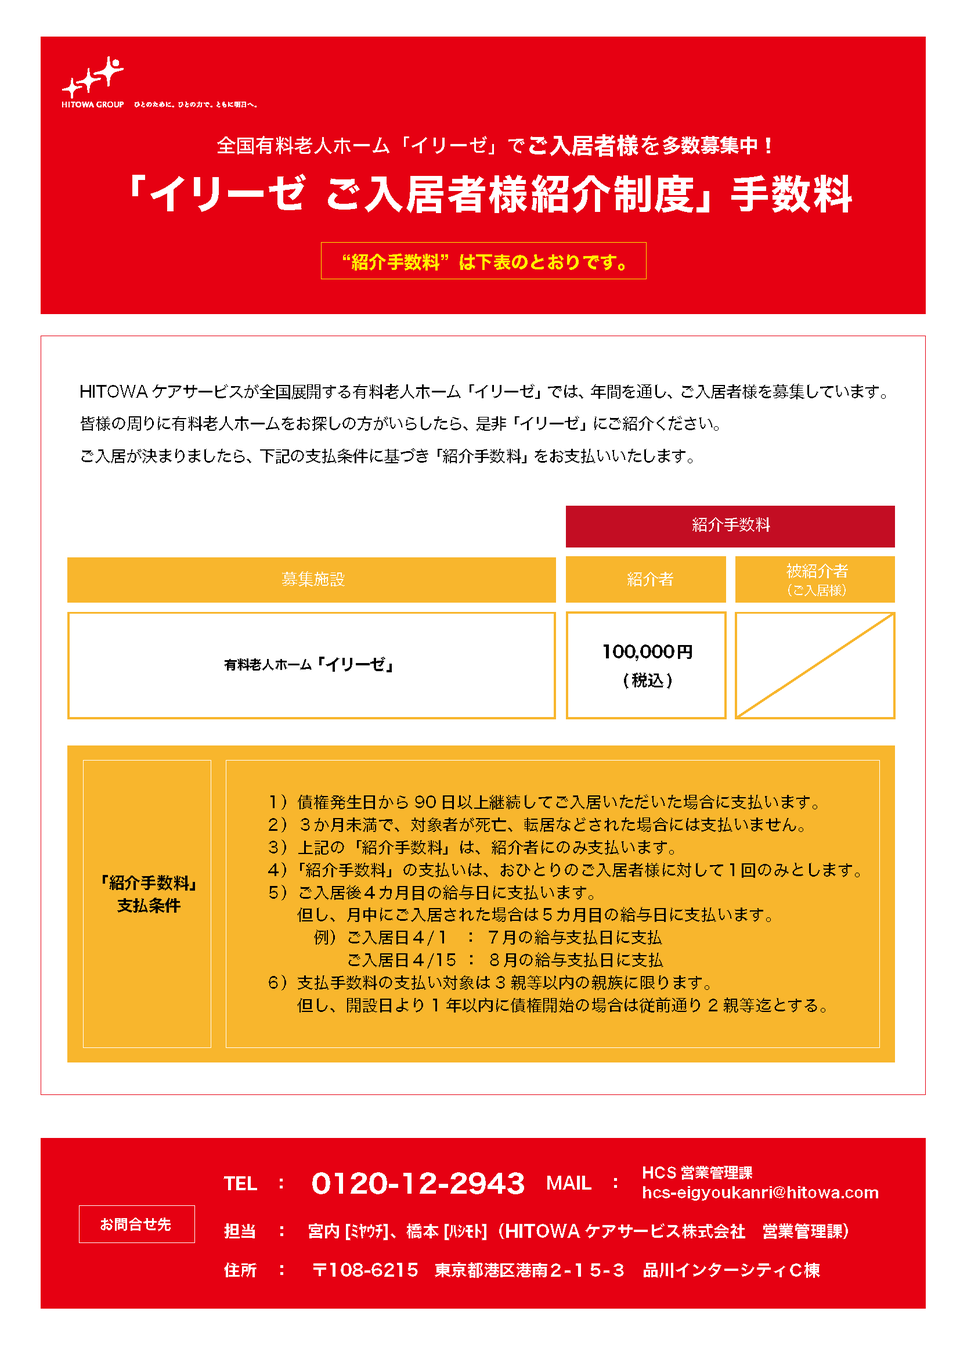 HITOWA GROUP ひとのために。ひとの力で。ともに明日へ。
全国有料老人ホーム「イリーゼ」でご入居者様を多数募集中！
「イリーゼ ご入居者様紹介制度」手数料
“紹介手数料”は下表のとおりです。
HITOWA ケアサービスが全国展開する有料老人ホーム「イリーゼ」では、年間を通し、ご入居者様を募集しています。
皆様の周りに有料老人ホームをお探しの方がいらしたら、是非「イリーゼ」にご紹介ください。
ご入居が決まりましたら、下記の支払条件に基づき「紹介手数料」をお支払いいたします。
紹介手数料
募集施設
紹介者
被紹介者
（ご入居様）
有料老人ホーム「イリーゼ」
100,000円
(税込)
「紹介手数料」
支払条件
1）債権発生日から 90 日以上継続してご入居いただいた場合に支払います。
2）３か月未満で、対象者が死亡、転居などされた場合には支払いません。
3）上記の「紹介手数料」は、紹介者にのみ支払います。
4）「紹介手数料」の支払いは、おひとりのご入居者様に対して１回のみとします。
5）ご入居後４カ月目の給与日に支払います。
但し、月中にご入居された場合は５カ月目の給与日に支払います。
例）ご入居日４/１ ： ７月の給与支払日に支払
ご入居日４/15 ： ８月の給与支払日に支払
6）支払手数料の支払い対象は 3 親等以内の親族に限ります。
但し、開設日より 1 年以内に債権開始の場合は従前通り 2 親等迄とする。
お問合せ先
TEL ： 0120-12-2943 MAIL ： HCS 営業管理課
hcs-eigyoukanri@hitowa.com
担当 ： 宮内 [ﾐﾔｳﾁ]、橋本 [ﾊｼﾓﾄ]（HITOWA ケアサービス株式会社 営業管理課）
住所 ： 〒108-6215 東京都港区港南２-１５-３ 品川インターシティＣ棟